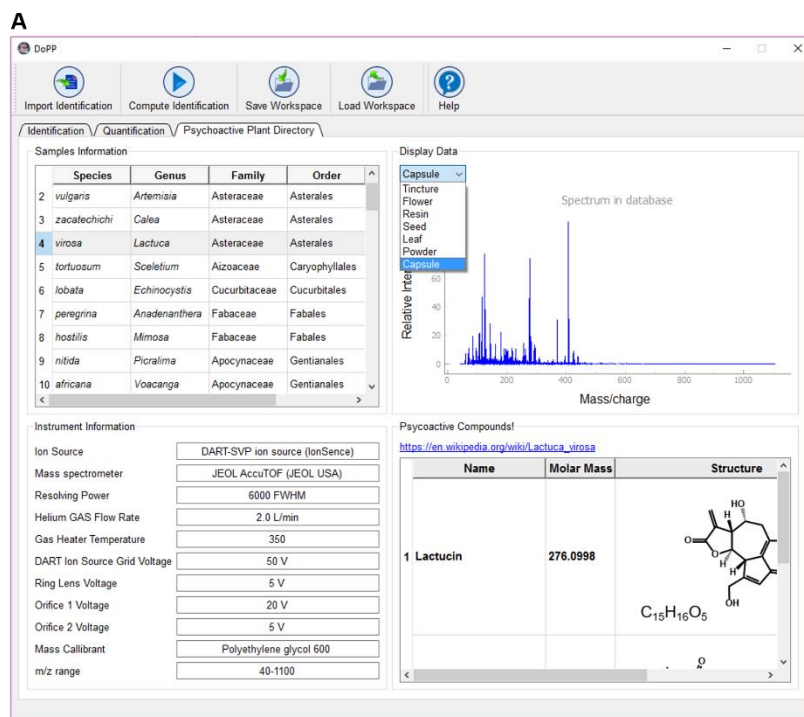 A
DoPP
Import Identification Compute Identification Save Workspace Load Workspace Help
Identification Quantification Psychoactive Plant Directory
Samples Information
Species Genus Family Order
2 vulgaris Artemisia Asteraceae Asterales
3 zacatechichi Calea Asteraceae Asterales
4 virosa Lactuca Asteraceae Asterales
5 tortuosum Sceletium Aizoaceae Caryophyllales
6 lobata Echinocystis Cucurbitaceae Cucurbitales
7 peregrina Anadenanthera Fabaceae Fabales
8 hostilis Mimosa Fabaceae Fabales
9 nitida Picralima Apocynaceae Gentianales
10 africana Voacanga Apocynaceae Gentianales
Display Data
Capsule
Tincture
Flower
Resin
Seed
Leaf
Powder
Capsule
Spectrum in database
Relative Inte
60
40
20
0
0 200 400 600 800 1000
Mass/charge
Instrument Information
Ion Source DART-SVP ion source (IonSence)
Mass spectrometer JEOL AccuTOF (JEOL USA)
Resolving Power 6000 FWHM
Helium GAS Flow Rate 2.0 L/min
Gas Heater Temperature 350
DART Ion Source Grid Voltage 50 V
Ring Lens Voltage 5 V
Orifice 1 Voltage 20 V
Orifice 2 Voltage 5 V
Mass Callibrant Polyethylene glycol 600
m/z range 40-1100
Psycoactive Compounds!
https://en.wikipedia.org/wiki/Lactuca_virosa
Name Molar Mass Structure
1 Lactucin 276.0998
HO
H
O
O
H
H
OH
C₁₅H₁₆O₅
O